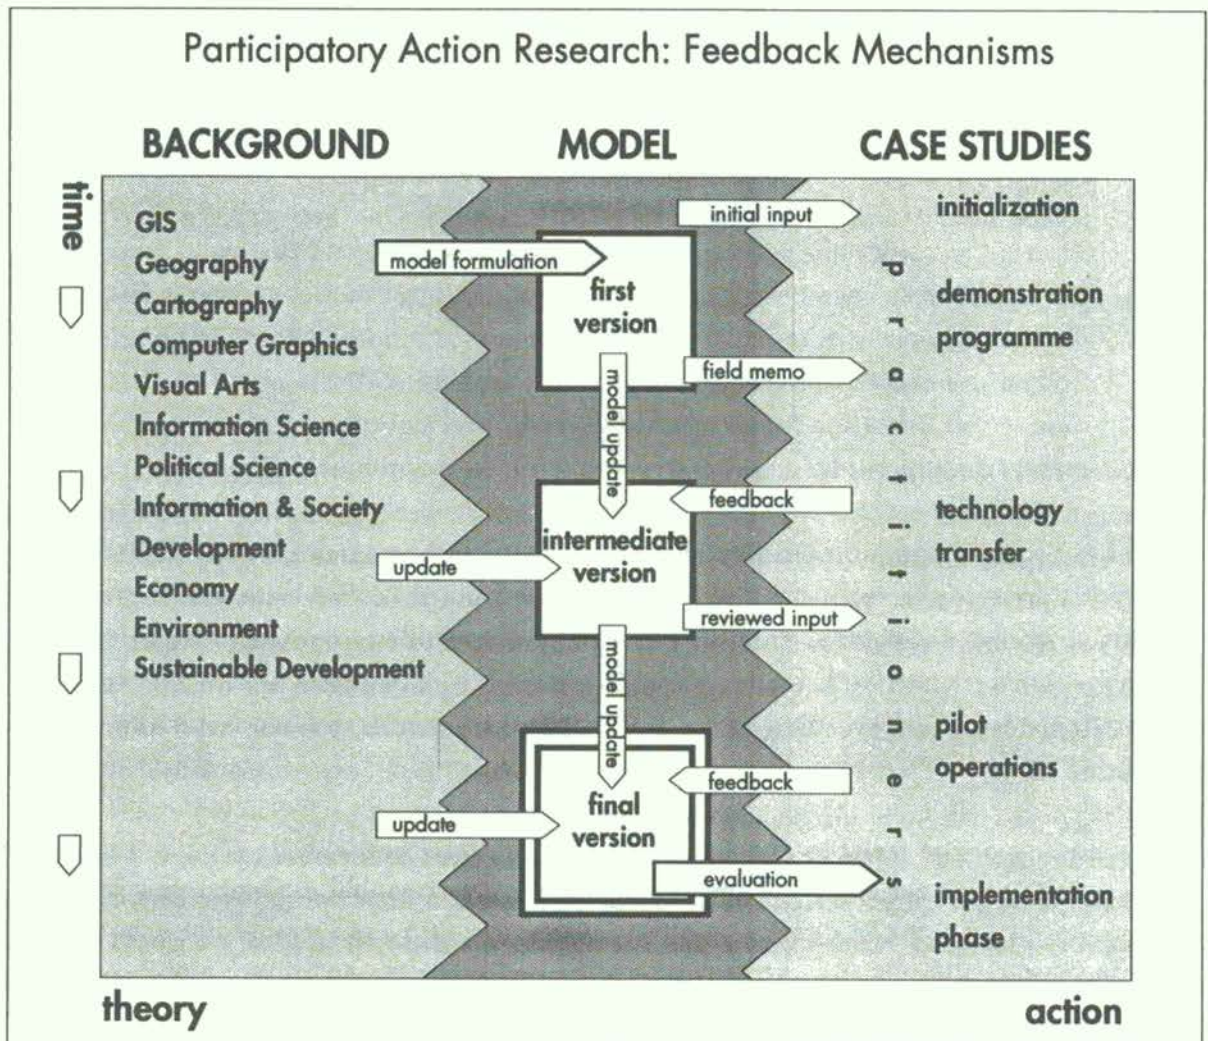 Participatory Action Research: Feedback Mechanisms
BACKGROUND
MODEL
CASE STUDIES
time
GIS
Geography
Cartography
Computer Graphics
Visual Arts
Information Science
Political Science
Information & Society
Development
Economy
Environment
Sustainable Development
model formulation
update
update
first
version
model update
intermediate
version
model update
final
version
initial input
field memo
feedback
reviewed input
feedback
evaluation
practitioners
initialization
demonstration
programme
technology
transfer
pilot
operations
implementation
phase
theory
action